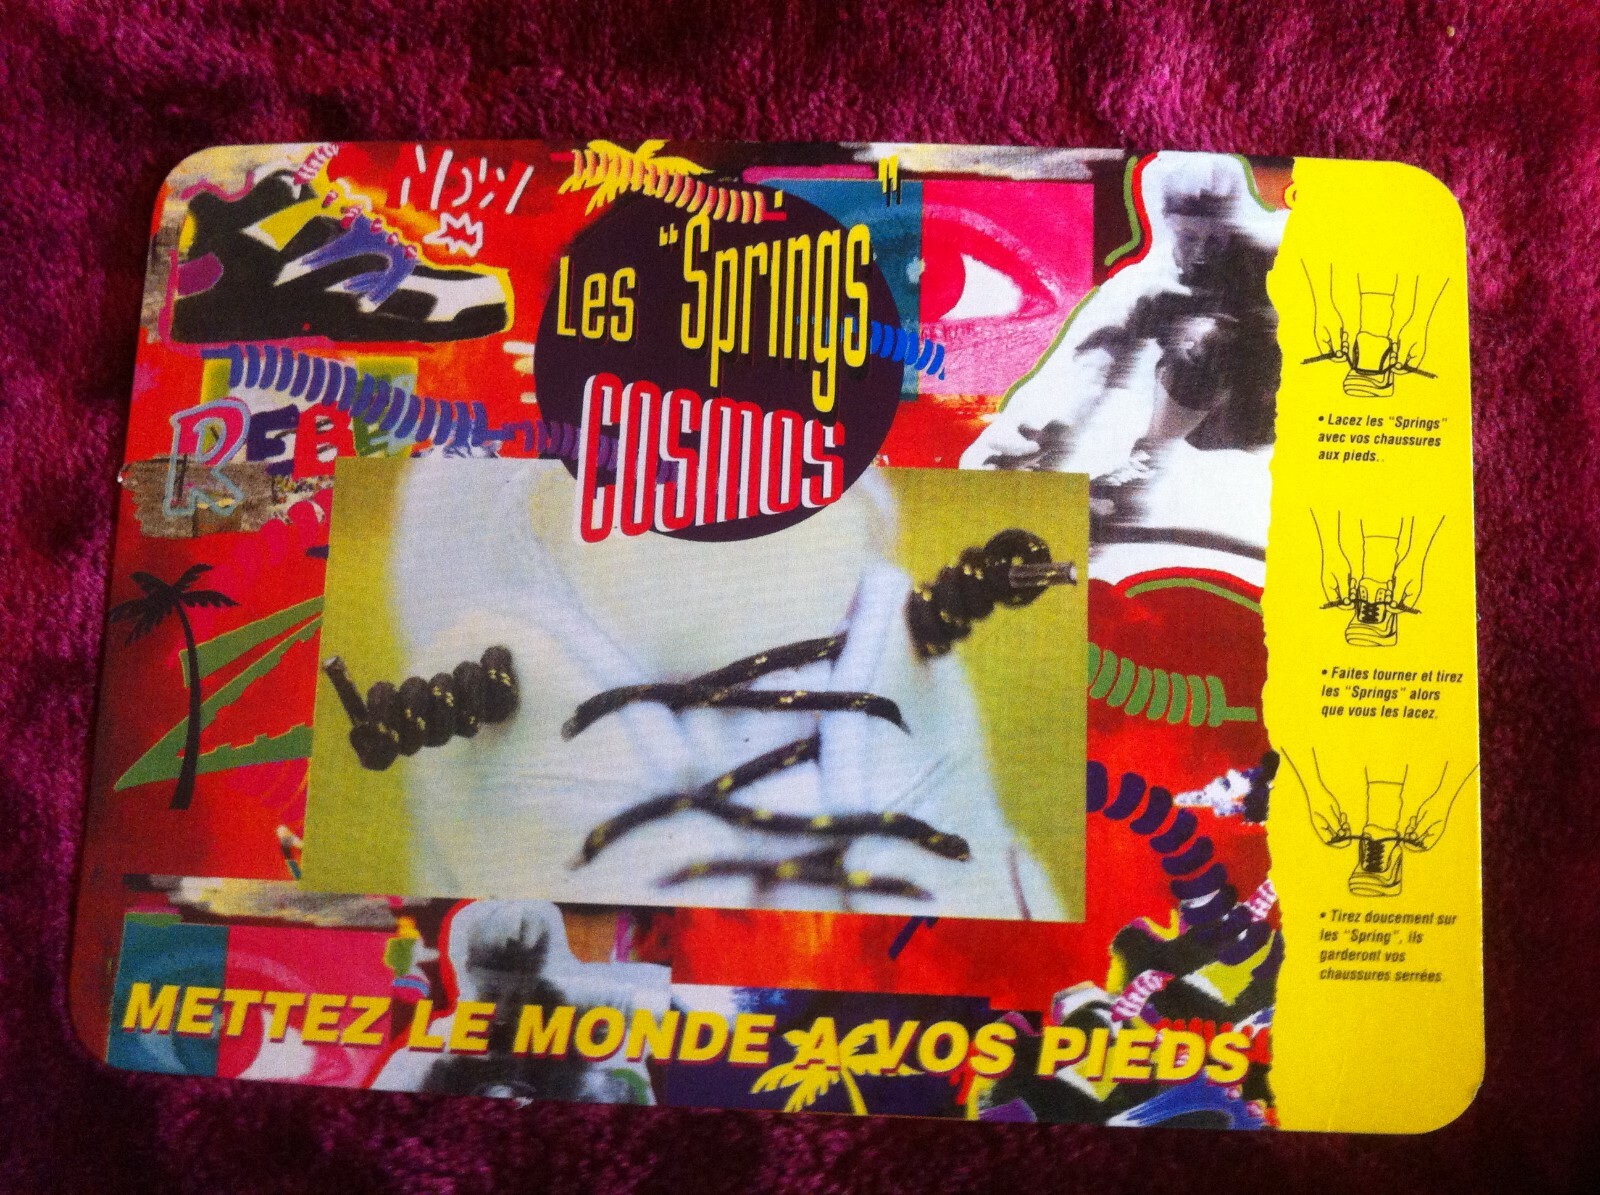 Now
Les "Springs"
COSMOS
REBEL
METTEZ LE MONDE A VOS PIEDS
• Lacez les "Springs"
avec vos chaussures
aux pieds.
• Faites tourner et tirez
les "Springs" alors
que vous les lacez.
• Tirez doucement sur
les "Spring", ils
garderont vos
chaussures serrées